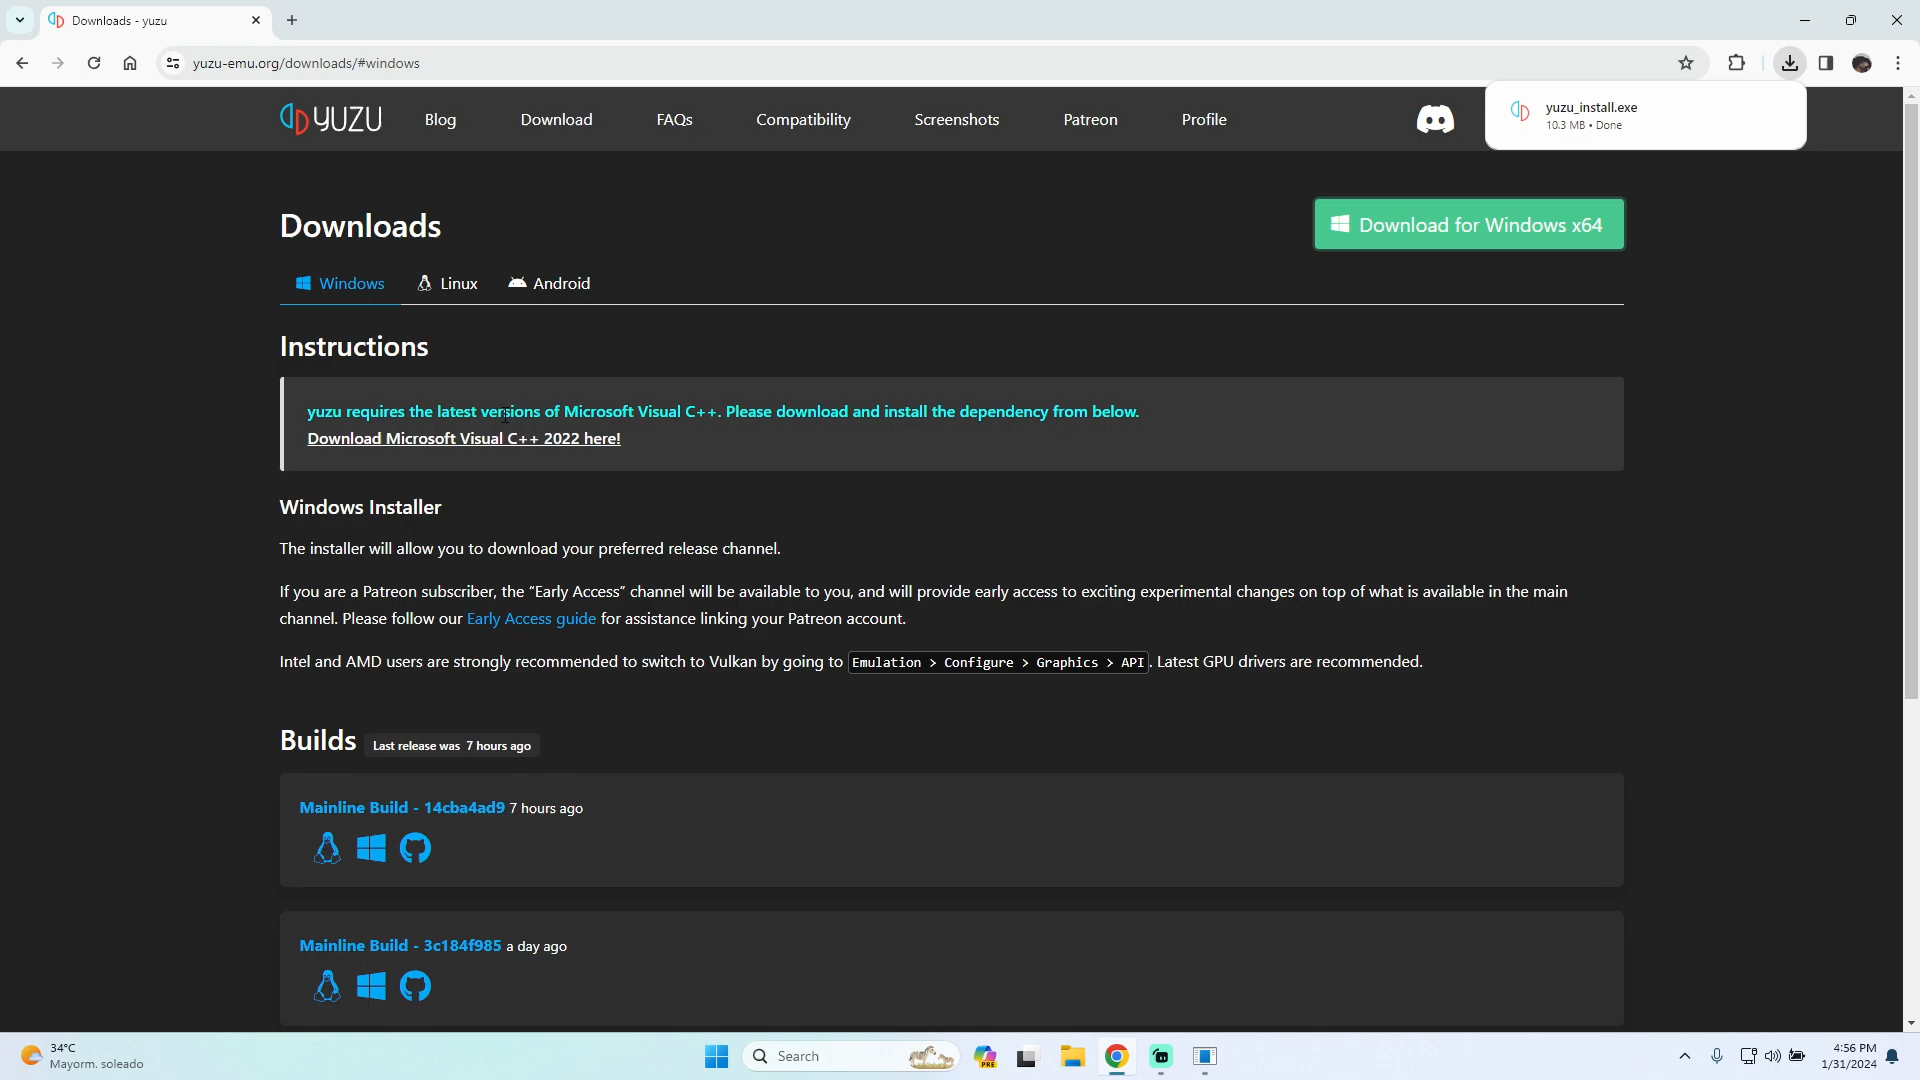 Downloads - yuzu
yuzu-emu.org/downloads/#windows
YUZU
Blog
Download
FAQs
Compatibility
Screenshots
Patreon
Profile
yuzu_install.exe
10.3 MB • Done
Downloads
Download for Windows x64
Windows
Linux
Android
Instructions
yuzu requires the latest versions of Microsoft Visual C++. Please download and install the dependency from below.
Download Microsoft Visual C++ 2022 here!
Windows Installer
The installer will allow you to download your preferred release channel.
If you are a Patreon subscriber, the “Early Access” channel will be available to you, and will provide early access to exciting experimental changes on top of what is available in the main
channel. Please follow our Early Access guide for assistance linking your Patreon account.
Intel and AMD users are strongly recommended to switch to Vulkan by going to Emulation > Configure > Graphics > API. Latest GPU drivers are recommended.
Builds Last release was 7 hours ago
Mainline Build - 14cba4ad9 7 hours ago
Mainline Build - 3c184f985 a day ago
34°C
Mayorm. soleado
Search
PRE
4:56 PM
1/31/2024